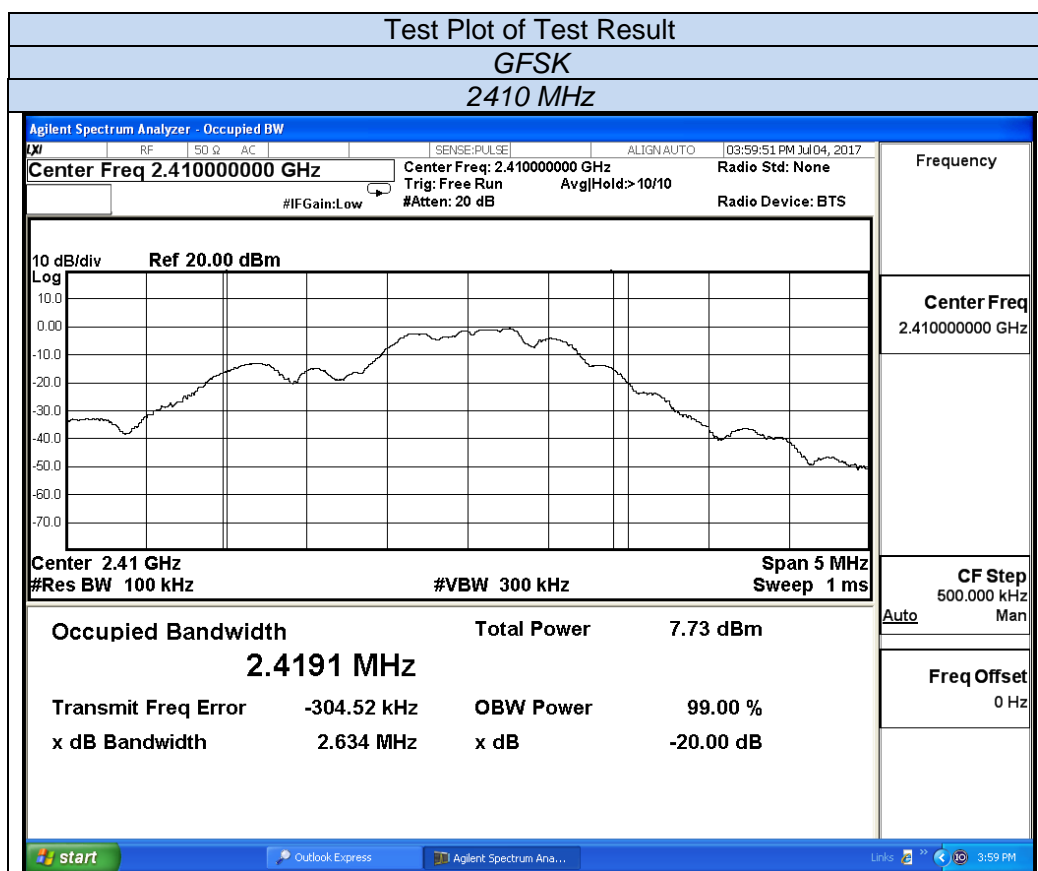 Test Plot of Test Result
GFSK
2410 MHz
Agilent Spectrum Analyzer - Occupied BW
LXI RF 50 Ω AC SENSE:PULSE ALIGN AUTO 03:59:51 PM Jul 04, 2017
Center Freq 2.410000000 GHz
Center Freq: 2.410000000 GHz Radio Std: None
Trig: Free Run Avg|Hold:> 10/10
#IFGain:Low #Atten: 20 dB Radio Device: BTS
Frequency
10 dB/div Ref 20.00 dBm
Log
10.0
0.00
-10.0
-20.0
-30.0
-40.0
-50.0
-60.0
-70.0
Center 2.41 GHz Span 5 MHz
#Res BW 100 kHz #VBW 300 kHz Sweep 1 ms
Center Freq
2.410000000 GHz
CF Step
500.000 kHz
Auto Man
Freq Offset
0 Hz
Occupied Bandwidth Total Power 7.73 dBm
2.4191 MHz
Transmit Freq Error -304.52 kHz OBW Power 99.00 %
x dB Bandwidth 2.634 MHz x dB -20.00 dB
start Outlook Express Agilent Spectrum Ana... Links » 3:59 PM